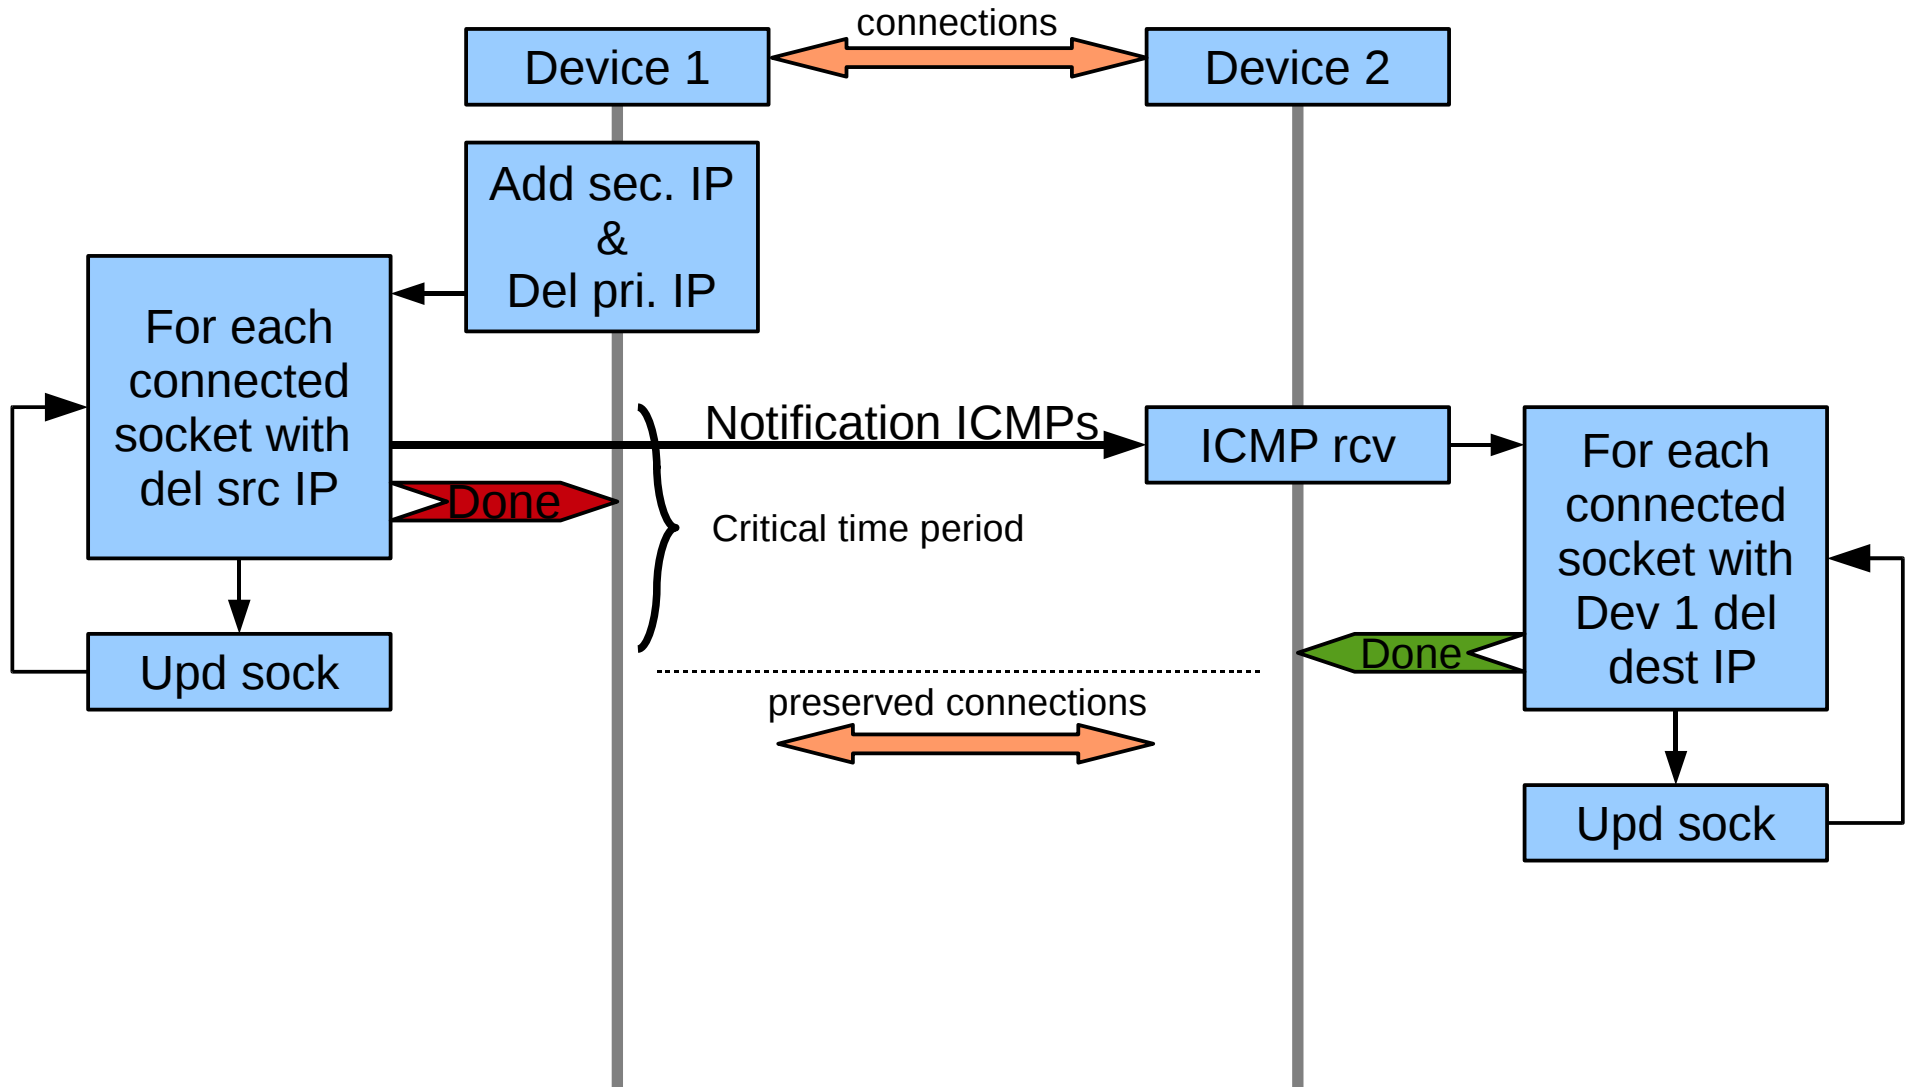 connections
Device 1
Device 2
Add sec. IP
&
Del pri. IP
For each
connected
socket with
del src IP
Notification ICMPs
ICMP rcv
For each
connected
socket with
Dev 1 del
dest IP
Done
Critical time period
Done
Upd sock
preserved connections
Upd sock